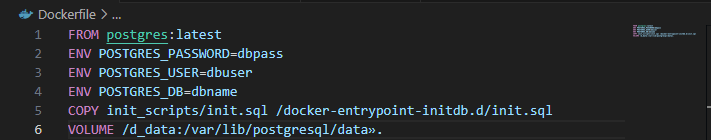 Dockerfile > ...
1 FROM postgres:latest
2 ENV POSTGRES_PASSWORD=dbpass
3 ENV POSTGRES_USER=dbuser
4 ENV POSTGRES_DB=dbname
5 COPY init_scripts/init.sql /docker-entrypoint-initdb.d/init.sql
6 VOLUME /d_data:/var/lib/postgresql/data».